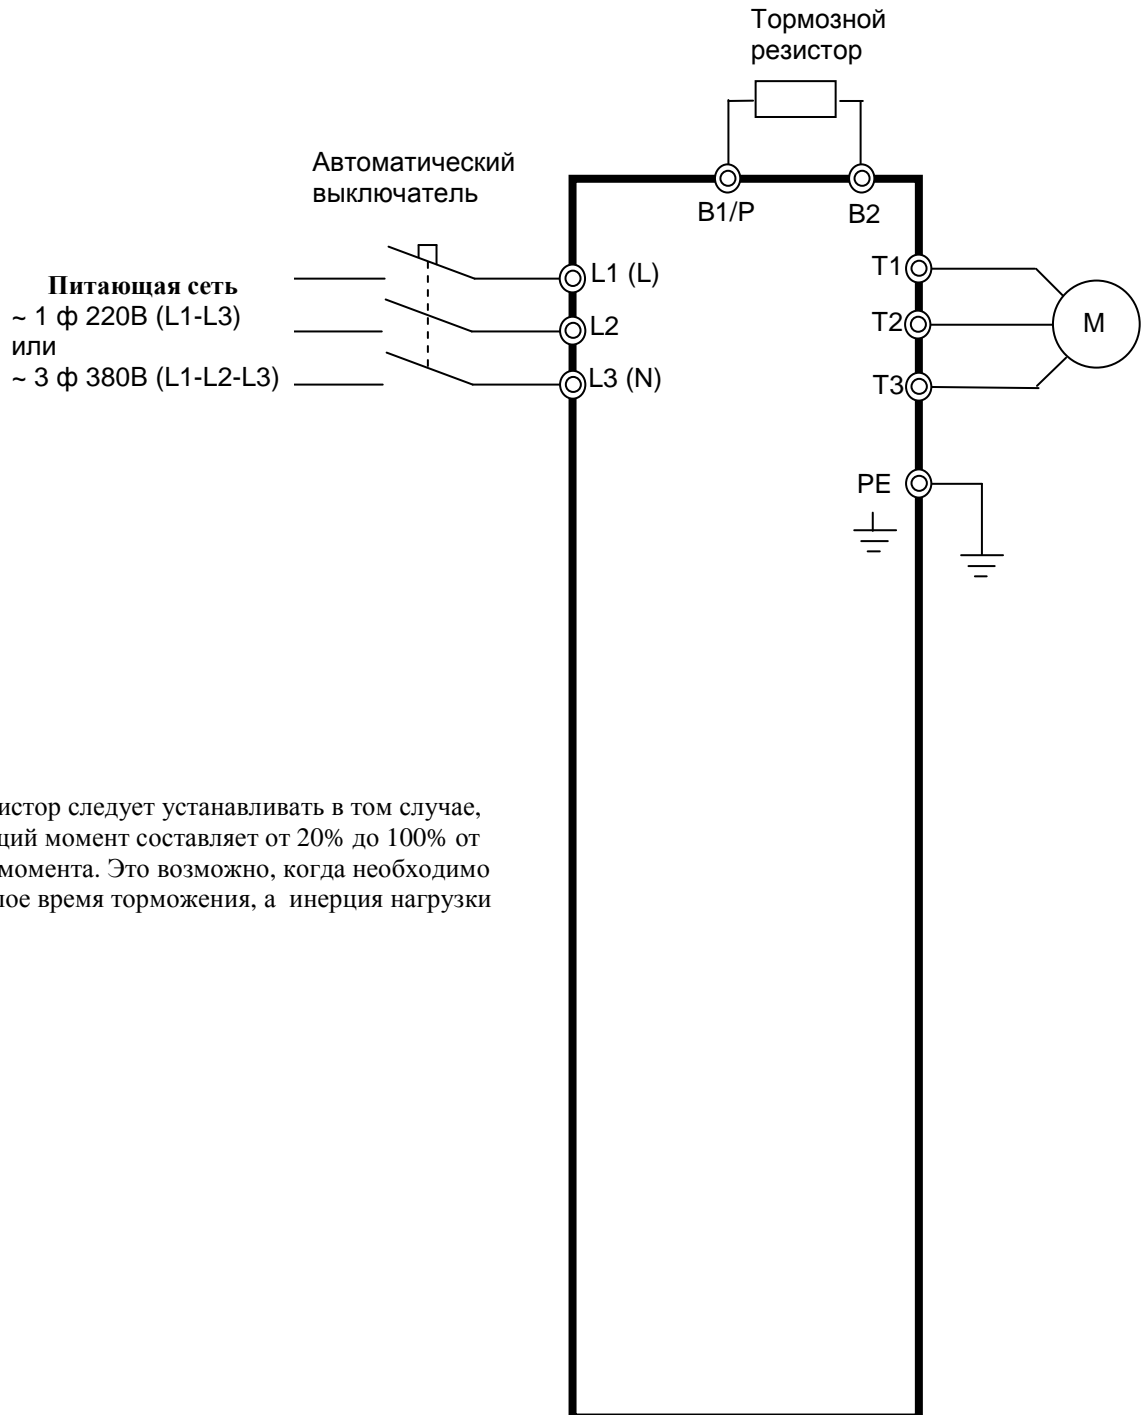 Тормозной
резистор
Автоматический
выключатель
B1/P
B2
Питающая сеть
~ 1 ф 220В (L1-L3)
или
~ 3 ф 380В (L1-L2-L3)
L1 (L)
L2
L3 (N)
T1
T2
T3
M
PE
истор следует устанавливать в том случае,
ций момент составляет от 20% до 100% от
момента. Это возможно, когда необходимо
ое время торможения, а инерция нагрузки